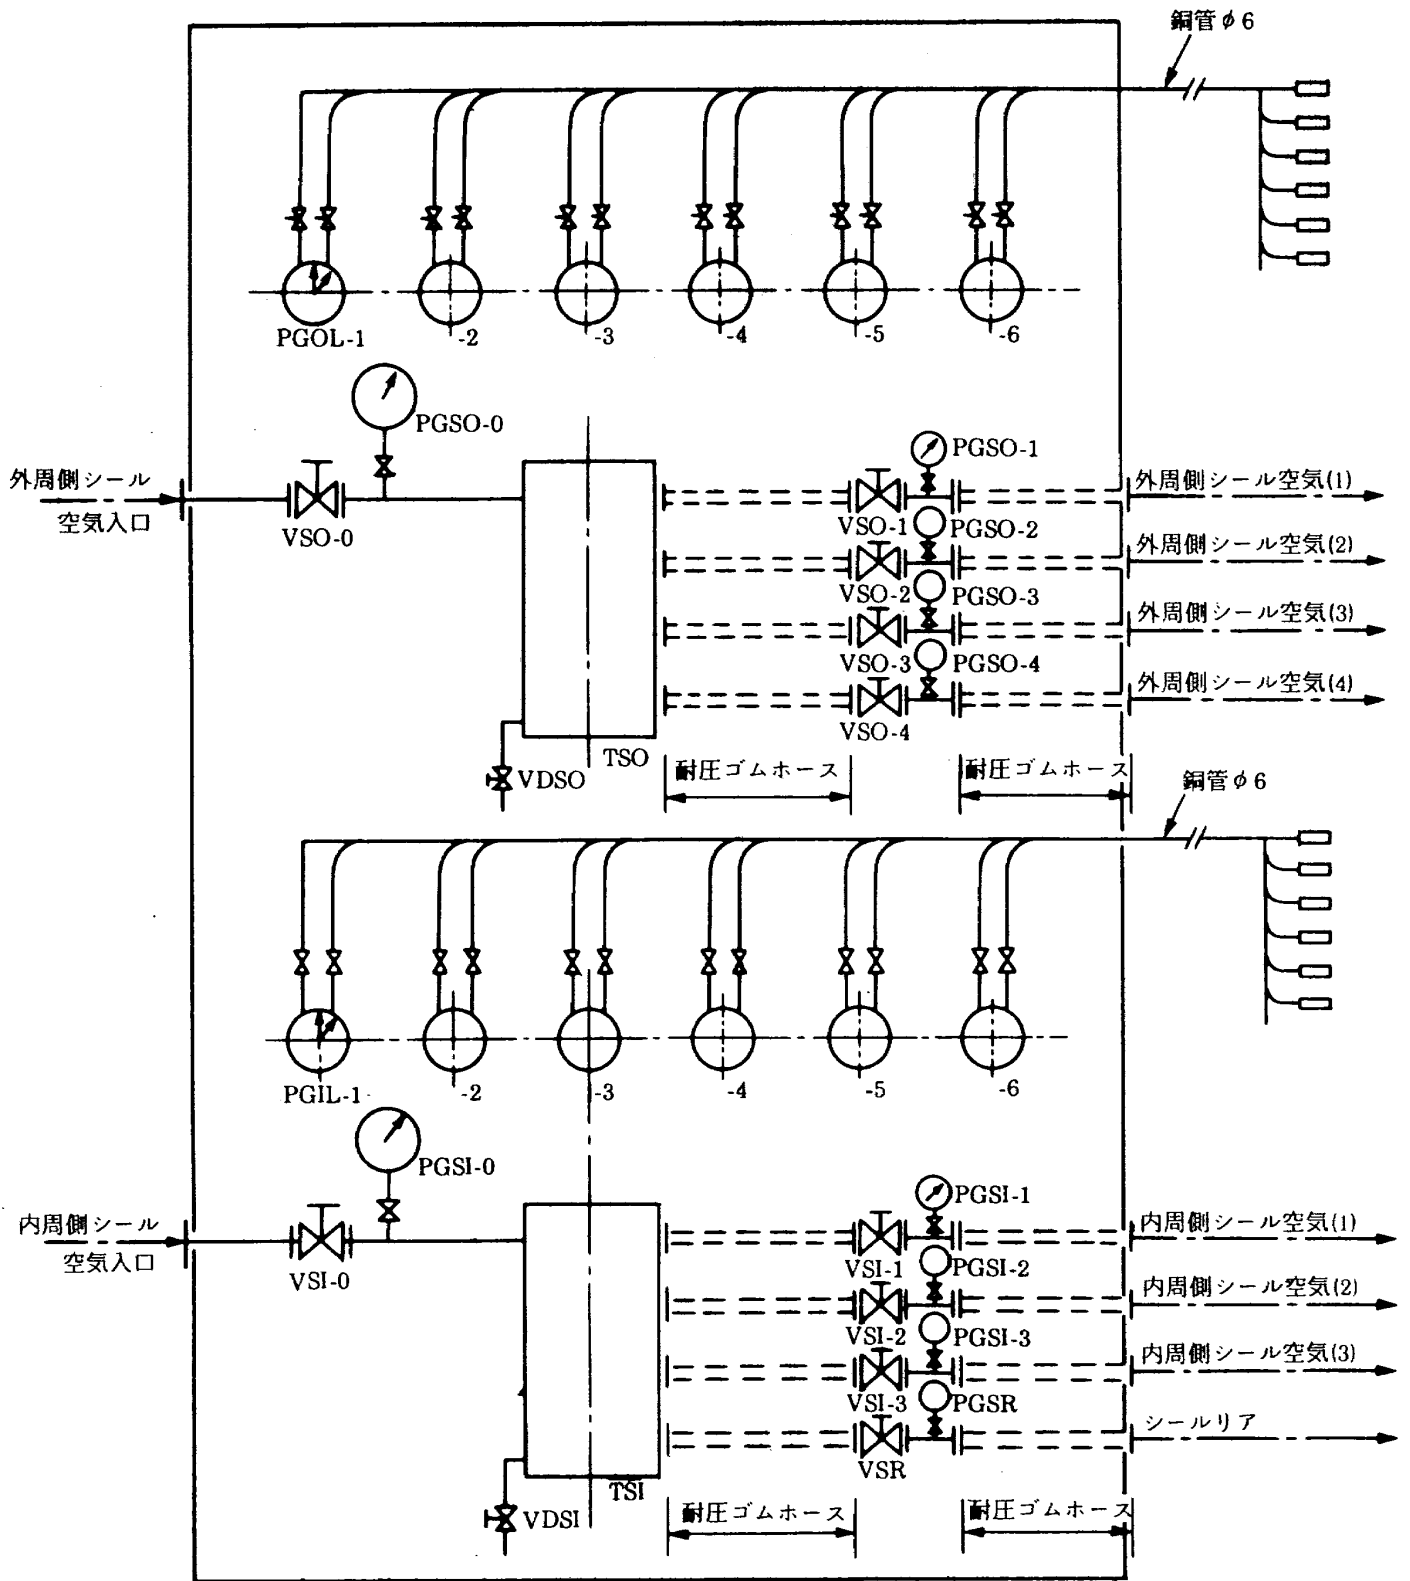 銅管φ6
PGOL-1
-2
-3
-4
-5
-6
PGSO-0
PGSO-1
外周側シール
空気入口
VSO-0
外周側シール空気(1)
VSO-1
PGSO-2
外周側シール空気(2)
VSO-2
PGSO-3
外周側シール空気(3)
VSO-3
PGSO-4
外周側シール空気(4)
VSO-4
TSO
VDSO
耐圧ゴムホース
耐圧ゴムホース
銅管φ6
PGIL-1
-2
-3
-4
-5
-6
PGSI-0
PGSI-1
内周側シール
空気入口
VSI-0
内周側シール空気(1)
VSI-1
PGSI-2
内周側シール空気(2)
VSI-2
PGSI-3
内周側シール空気(3)
VSI-3
PGSR
シールリア
VSR
TSI
VDSI
耐圧ゴムホース
耐圧ゴムホース